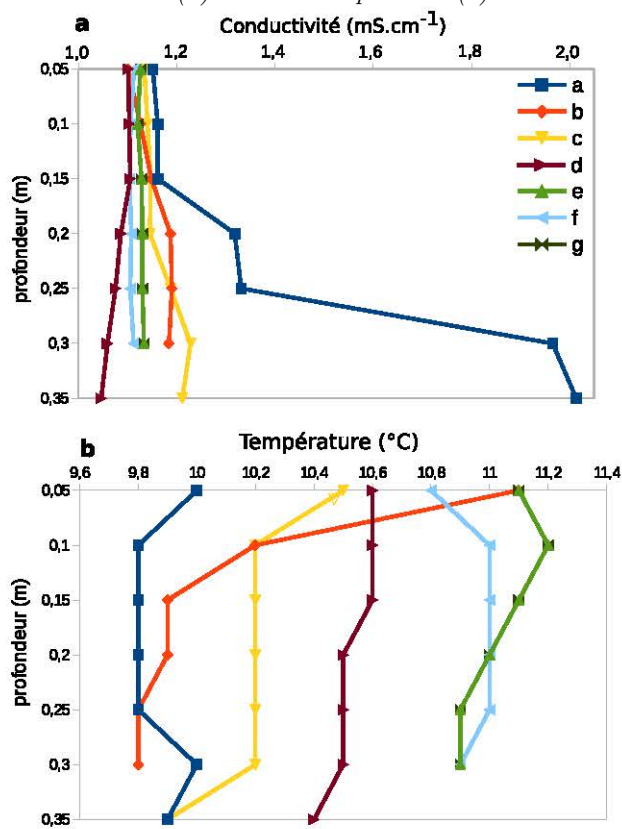 a
Conductivité (mS.cm-1)
1,0 1,2 1,4 1,6 1,8 2,0
0,05
0,1
0,15
0,2
0,25
0,3
0,35
profondeur (m)
a
b
c
d
e
f
g
b
Température (°C)
9,6 9,8 10 10,2 10,4 10,6 10,8 11 11,2 11,4
0,05
0,1
0,15
0,2
0,25
0,3
0,35
profondeur (m)